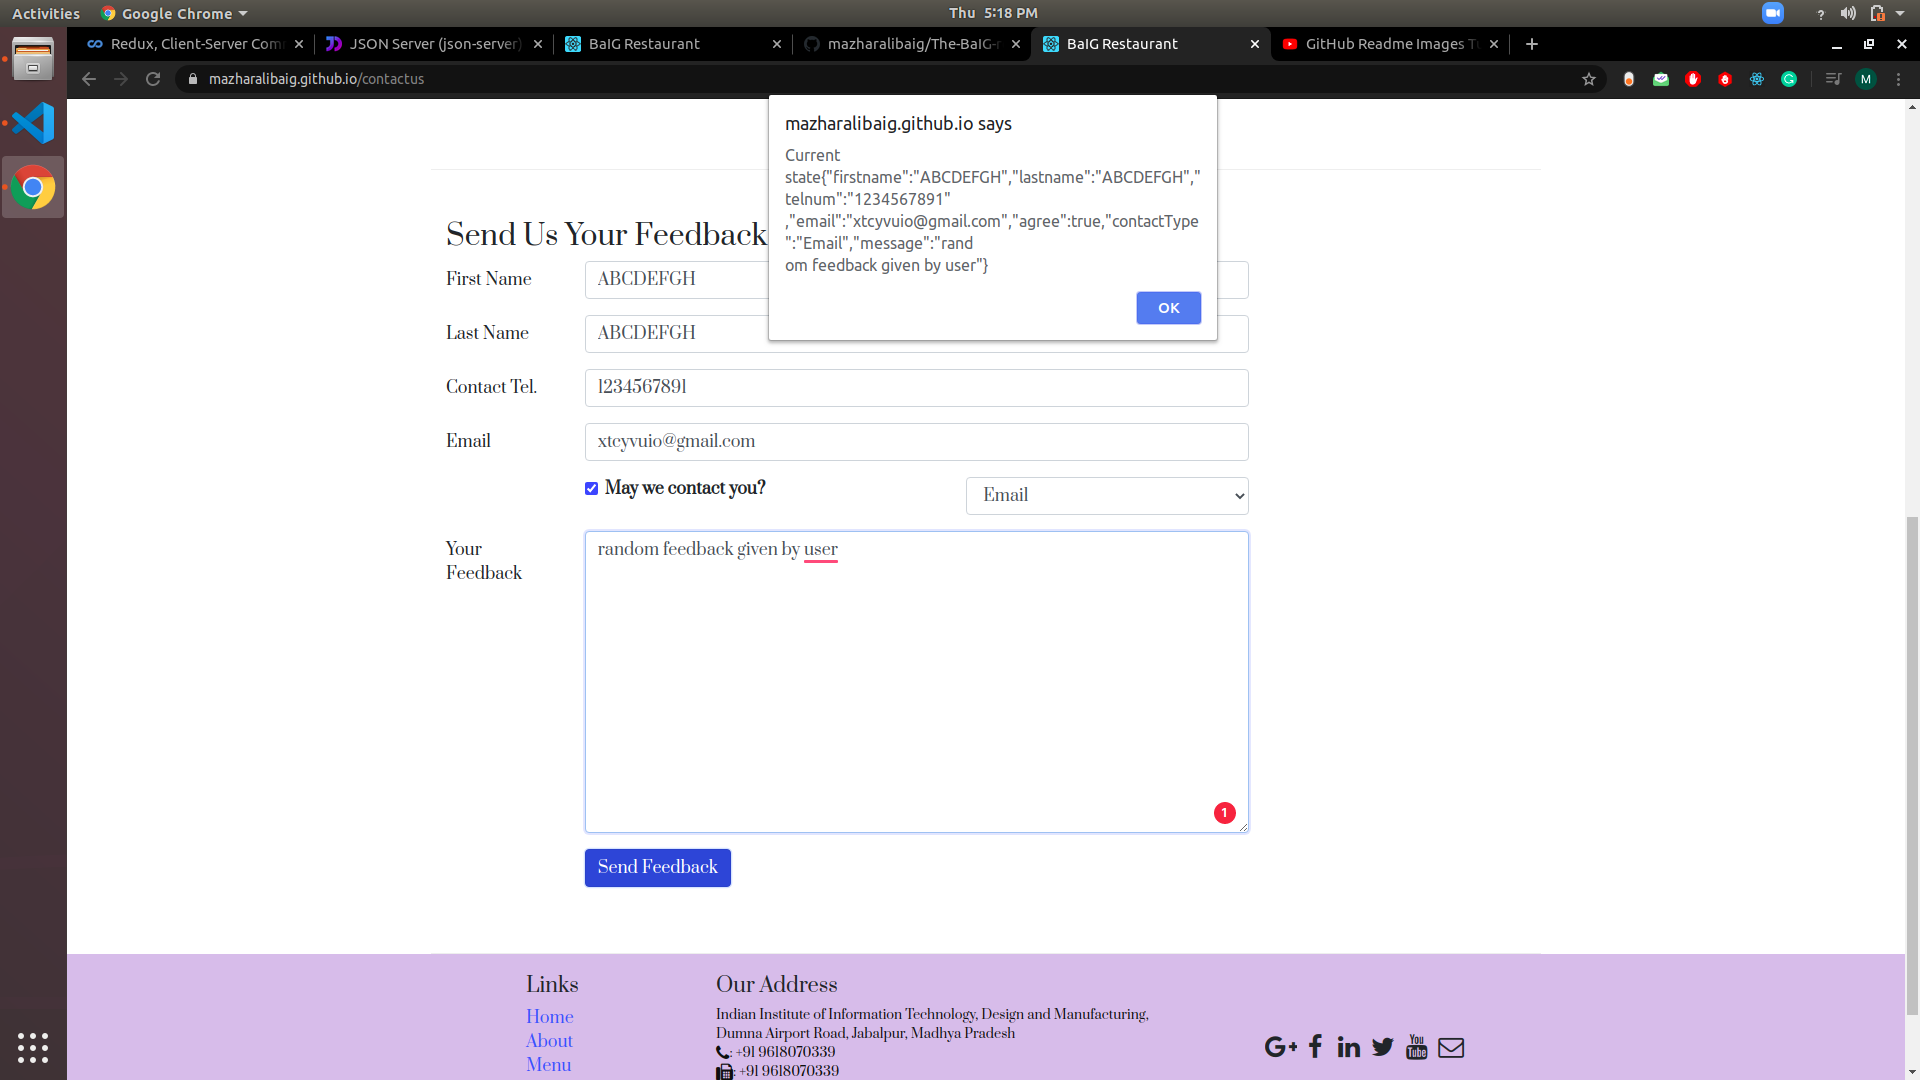 Activities
Google Chrome
Thu 5:18 PM
Redux, Client-Server Com
JSON Server (json-server)
BaIG Restaurant
mazharalibaig/The-BaIG-r
BaIG Restaurant
GitHub Readme Images Tu
mazharalibaig.github.io/contactus
M
mazharalibaig.github.io says
Current
state{"firstname":"ABCDEFGH","lastname":"ABCDEFGH","
telnum":"1234567891"
,"email":"xtcyvuio@gmail.com","agree":true,"contactType
":"Email","message":"rand
om feedback given by user"}
OK
Send Us Your Feedback
First Name
ABCDEFGH
Last Name
ABCDEFGH
Contact Tel.
1234567891
Email
xtcyvuio@gmail.com
May we contact you?
Email
Your
Feedback
random feedback given by user
1
Send Feedback
Links
Home
About
Menu
Our Address
Indian Institute of Information Technology, Design and Manufacturing,
Dumna Airport Road, Jabalpur, Madhya Pradesh
: +91 9618070339
: +91 9618070339
You
Tube